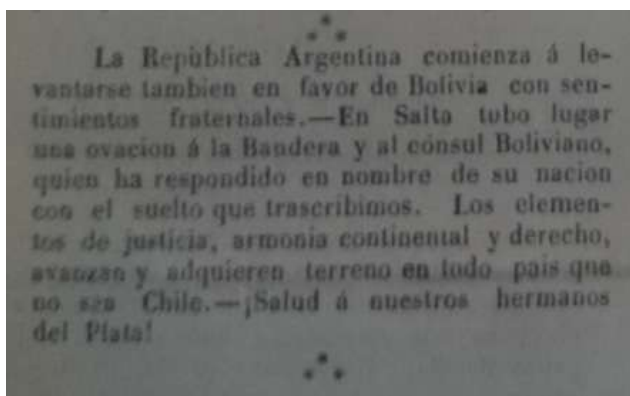 La República Argentina comienza á le-
vantarse tambien en favor de Bolivia con sen-
timientos fraternales.—En Salta tubo lugar
una ovacion á la Bandera y al cónsul Boliviano,
quien ha respondido en nombre de su nacion
con el suelto que trascribimos. Los elemen-
tos de justicia, armonia continental y derecho,
avanzan y adquieren terreno en todo pais que
no sea Chile.—¡Salud á nuestros hermanos
del Plata!